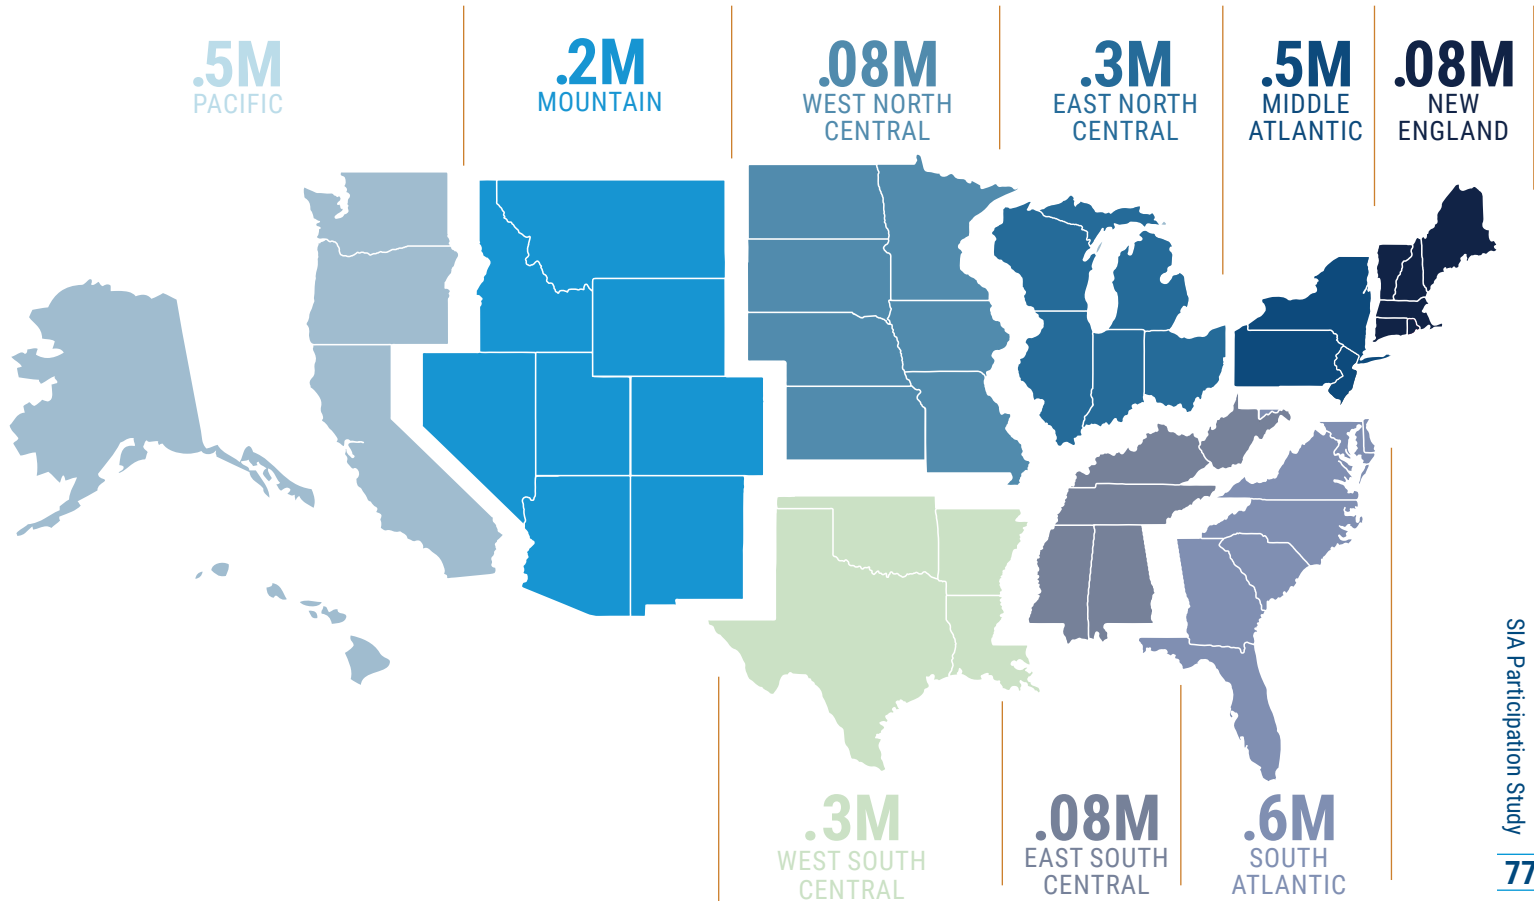 .5M
PACIFIC
.2M
MOUNTAIN
.08M
WEST NORTH
CENTRAL
.3M
EAST NORTH
CENTRAL
.5M
MIDDLE
ATLANTIC
.08M
NEW
ENGLAND
.3M
WEST SOUTH
CENTRAL
.08M
EAST SOUTH
CENTRAL
.6M
SOUTH
ATLANTIC
SIA Participation Study
77